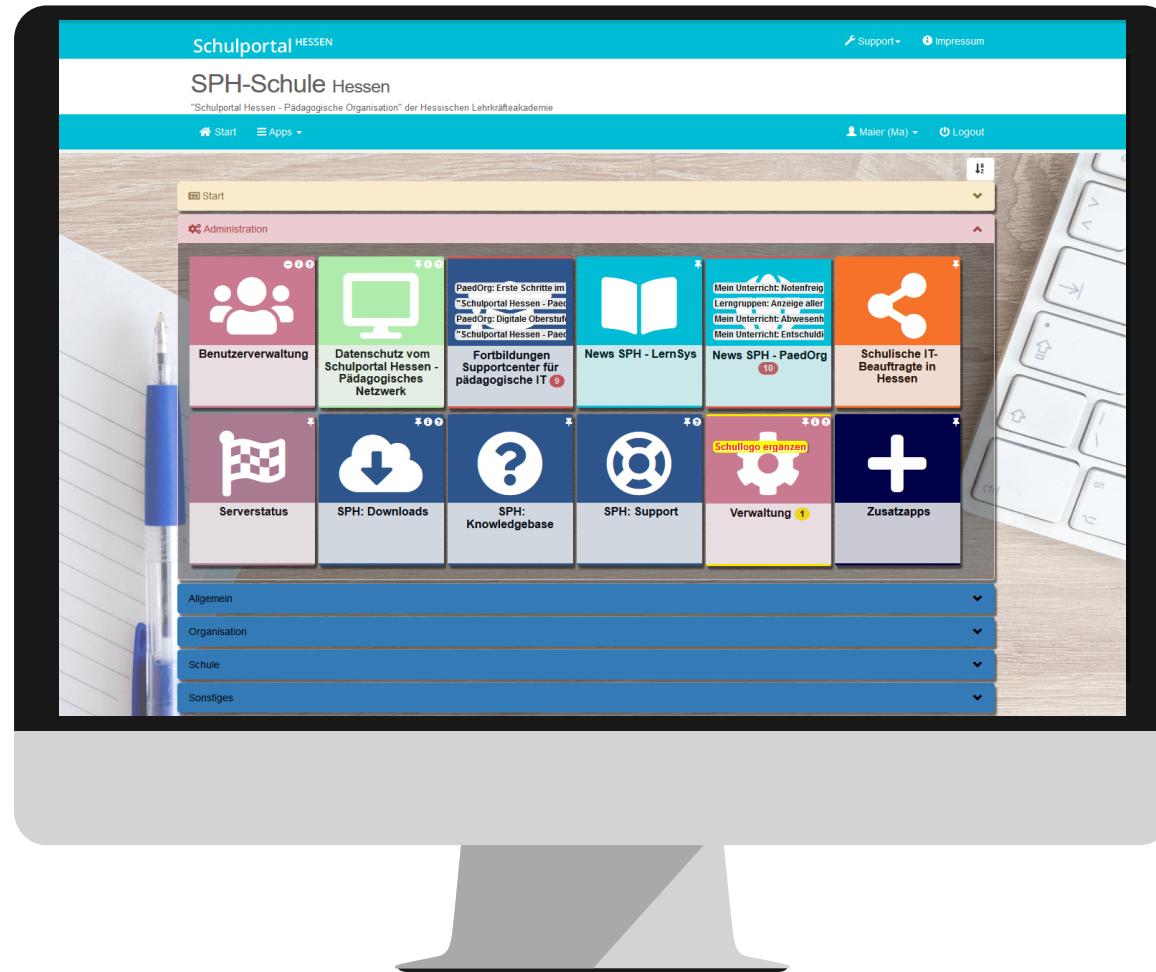 Schulportal HESSEN
Support
Impressum
SPH-Schule Hessen
"Schulportal Hessen - Pädagogische Organisation" der Hessischen Lehrkräfteakademie
Start
Apps
Maier (Ma)
Logout
Start
Administration
Benutzerverwaltung
Datenschutz vom
Schulportal Hessen -
Pädagogisches
Netzwerk
PaedOrg: Erste Schritte im
"Schulportal Hessen - Paed
PaedOrg: Digitale Oberstufe
"Schulportal Hessen - Paed
Fortbildungen
Supportcenter für
pädagogische IT 9
News SPH - LernSys
Mein Unterricht: Notenfreig
Lerngruppen: Anzeige aller
Mein Unterricht: Abwesenh
Mein Unterricht: Entschuldi
News SPH - PaedOrg
10
Schulische IT-
Beauftragte in
Hessen
Serverstatus
SPH: Downloads
SPH:
Knowledgebase
SPH: Support
Schullogo ergänzen
Verwaltung 1
Zusatzapps
Allgemein
Organisation
Schule
Sonstiges
ctrl
alt